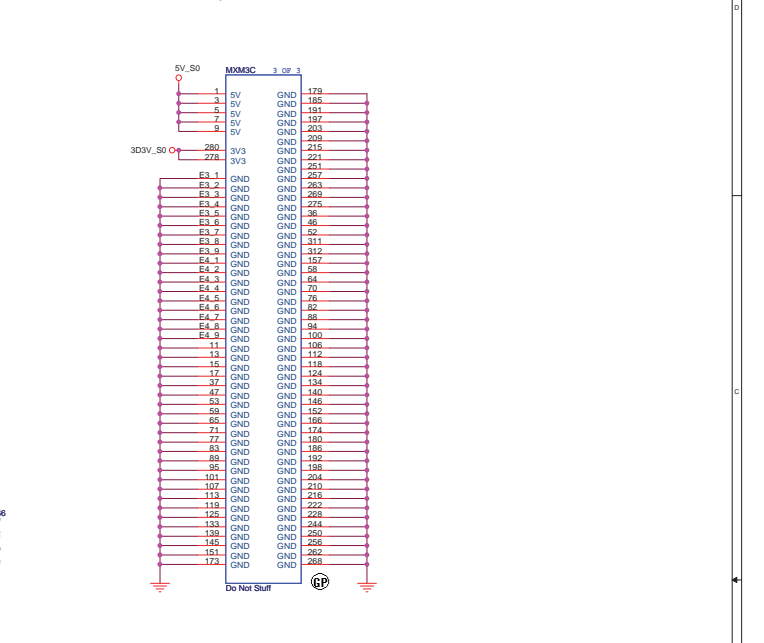 D
5V_S0
MXM3C 3 OF 3
1 5V GND 179
3 5V GND 185
5 5V GND 191
7 5V GND 197
9 5V GND 203
GND 209
3D3V_S0 280 3V3 GND 215
278 3V3 GND 221
GND 251
E3_1 GND GND 257
E3_2 GND GND 263
E3_3 GND GND 269
E3_4 GND GND 275
E3_5 GND GND 36
E3_6 GND GND 46
E3_7 GND GND 52
E3_8 GND GND 311
E3_9 GND GND 312
E4_1 GND GND 157
E4_2 GND GND 58
E4_3 GND GND 64
E4_4 GND GND 70
E4_5 GND GND 76
E4_6 GND GND 82
E4_7 GND GND 88
E4_8 GND GND 94
E4_9 GND GND 100
11 GND GND 106
13 GND GND 112
15 GND GND 118
17 GND GND 124
37 GND GND 134
47 GND GND 140
53 GND GND 146
59 GND GND 152
65 GND GND 166
71 GND GND 174
77 GND GND 180
83 GND GND 186
89 GND GND 192
95 GND GND 198
101 GND GND 204
107 GND GND 210
113 GND GND 216
119 GND GND 222
125 GND GND 228
133 GND GND 244
139 GND GND 250
145 GND GND 256
151 GND GND 262
173 GND GND 268
Do Not Stuff
GP
C